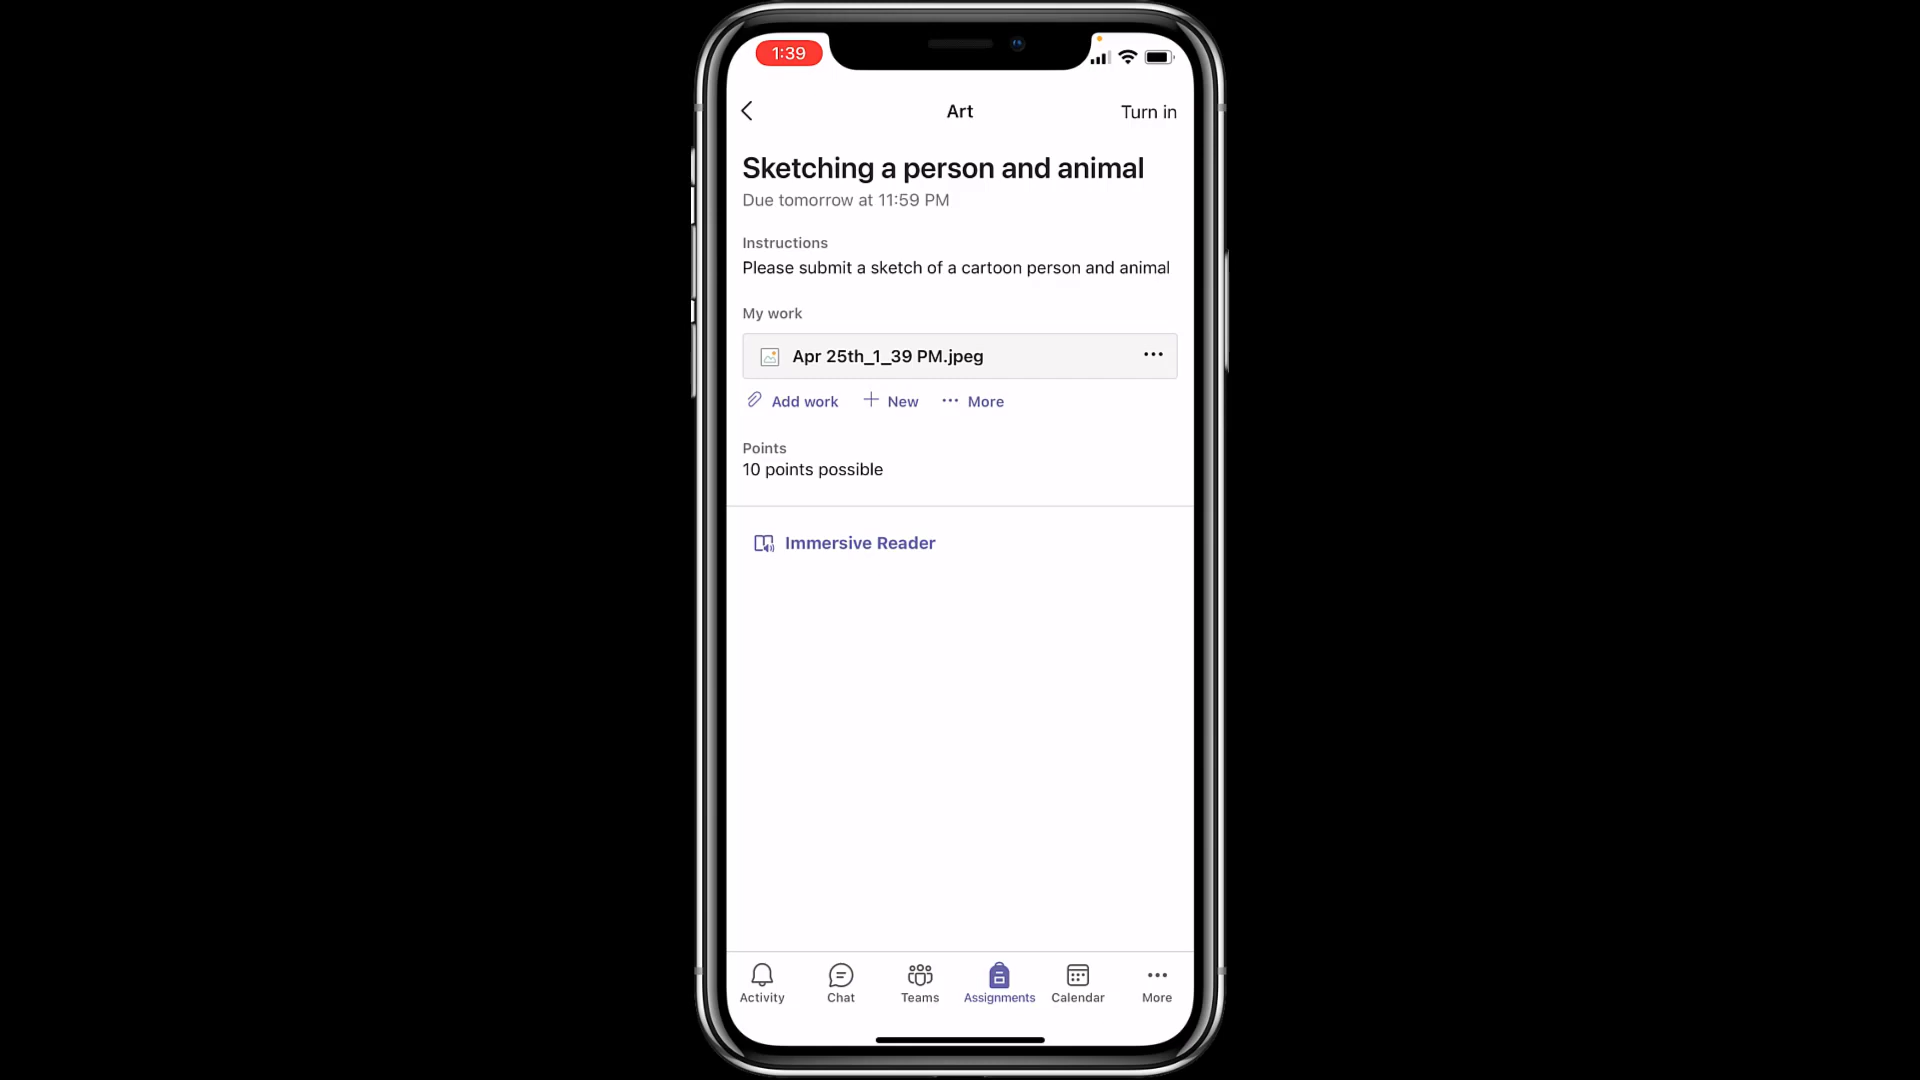 1:39
Art
Turn in
Sketching a person and animal
Due tomorrow at 11:59 PM
Instructions
Please submit a sketch of a cartoon person and animal
My work
Apr 25th_1_39 PM.jpeg
Add work
New
More
Points
10 points possible
Immersive Reader
Activity
Chat
Teams
Assignments
Calendar
More